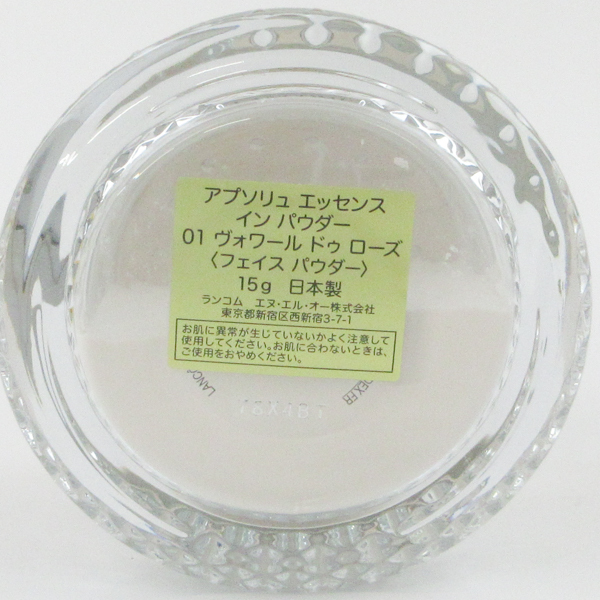 アプソリュ エッセンス
イン パウダー
01 ヴォワール ドゥ ローズ
〈フェイス パウダー〉
15g 日本製
ランコム エヌ・エル・オー株式会社
東京都新宿区西新宿3-7-1
お肌に異常が生じていないかよく注意して
使用してください。お肌に合わないときは、
ご使用をおやめください。